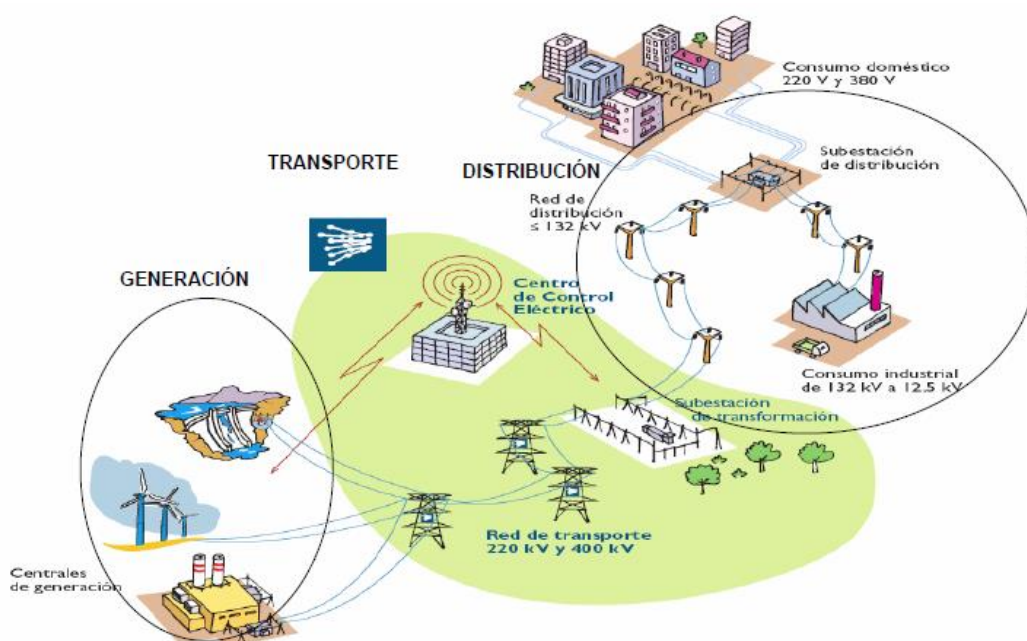 Consumo doméstico
220 V y 380 V
TRANSPORTE
DISTRIBUCIÓN
Subestación
de distribución
Red de
distribución
≤ 132 kV
GENERACIÓN
Centro
de Control
Eléctrico
Consumo industrial
de 132 kV a 12,5 kV
Subestación
de transformación
Red de transporte
220 kV y 400 kV
Centrales
de generación